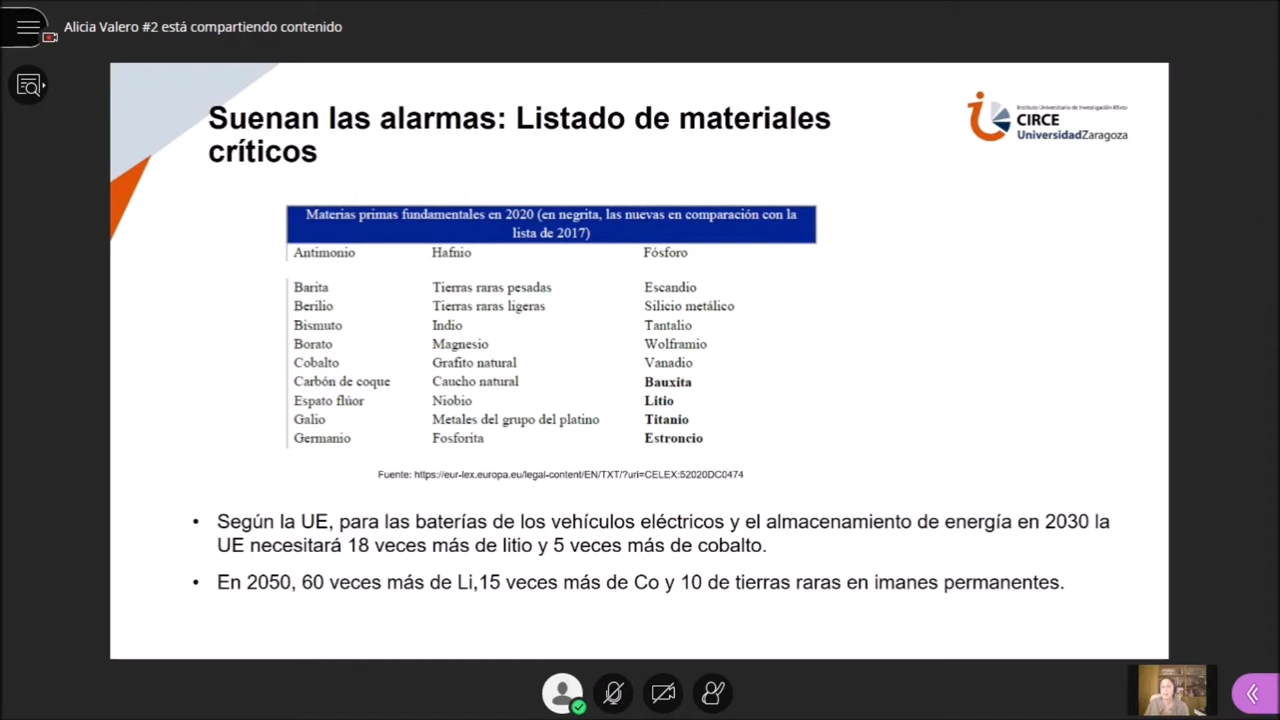 Alicia Valero #2 está compartiendo contenido
Suenan las alarmas: Listado de materiales
críticos
Instituto Universitario de Investigación Mixto
CIRCE
UniversidadZaragoza
Materias primas fundamentales en 2020 (en negrita, las nuevas en comparación con la
lista de 2017)
Antimonio Hafnio Fósforo
Barita Tierras raras pesadas Escandio
Berilio Tierras raras ligeras Silicio metálico
Bismuto Indio Tantalio
Borato Magnesio Wolframio
Cobalto Grafito natural Vanadio
Carbón de coque Caucho natural Bauxita
Espato flúor Niobio Litio
Galio Metales del grupo del platino Titanio
Germanio Fosforita Estroncio
Fuente: https://eur-lex.europa.eu/legal-content/EN/TXT/?uri=CELEX:52020DC0474
• Según la UE, para las baterías de los vehículos eléctricos y el almacenamiento de energía en 2030 la
UE necesitará 18 veces más de litio y 5 veces más de cobalto.
• En 2050, 60 veces más de Li,15 veces más de Co y 10 de tierras raras en imanes permanentes.